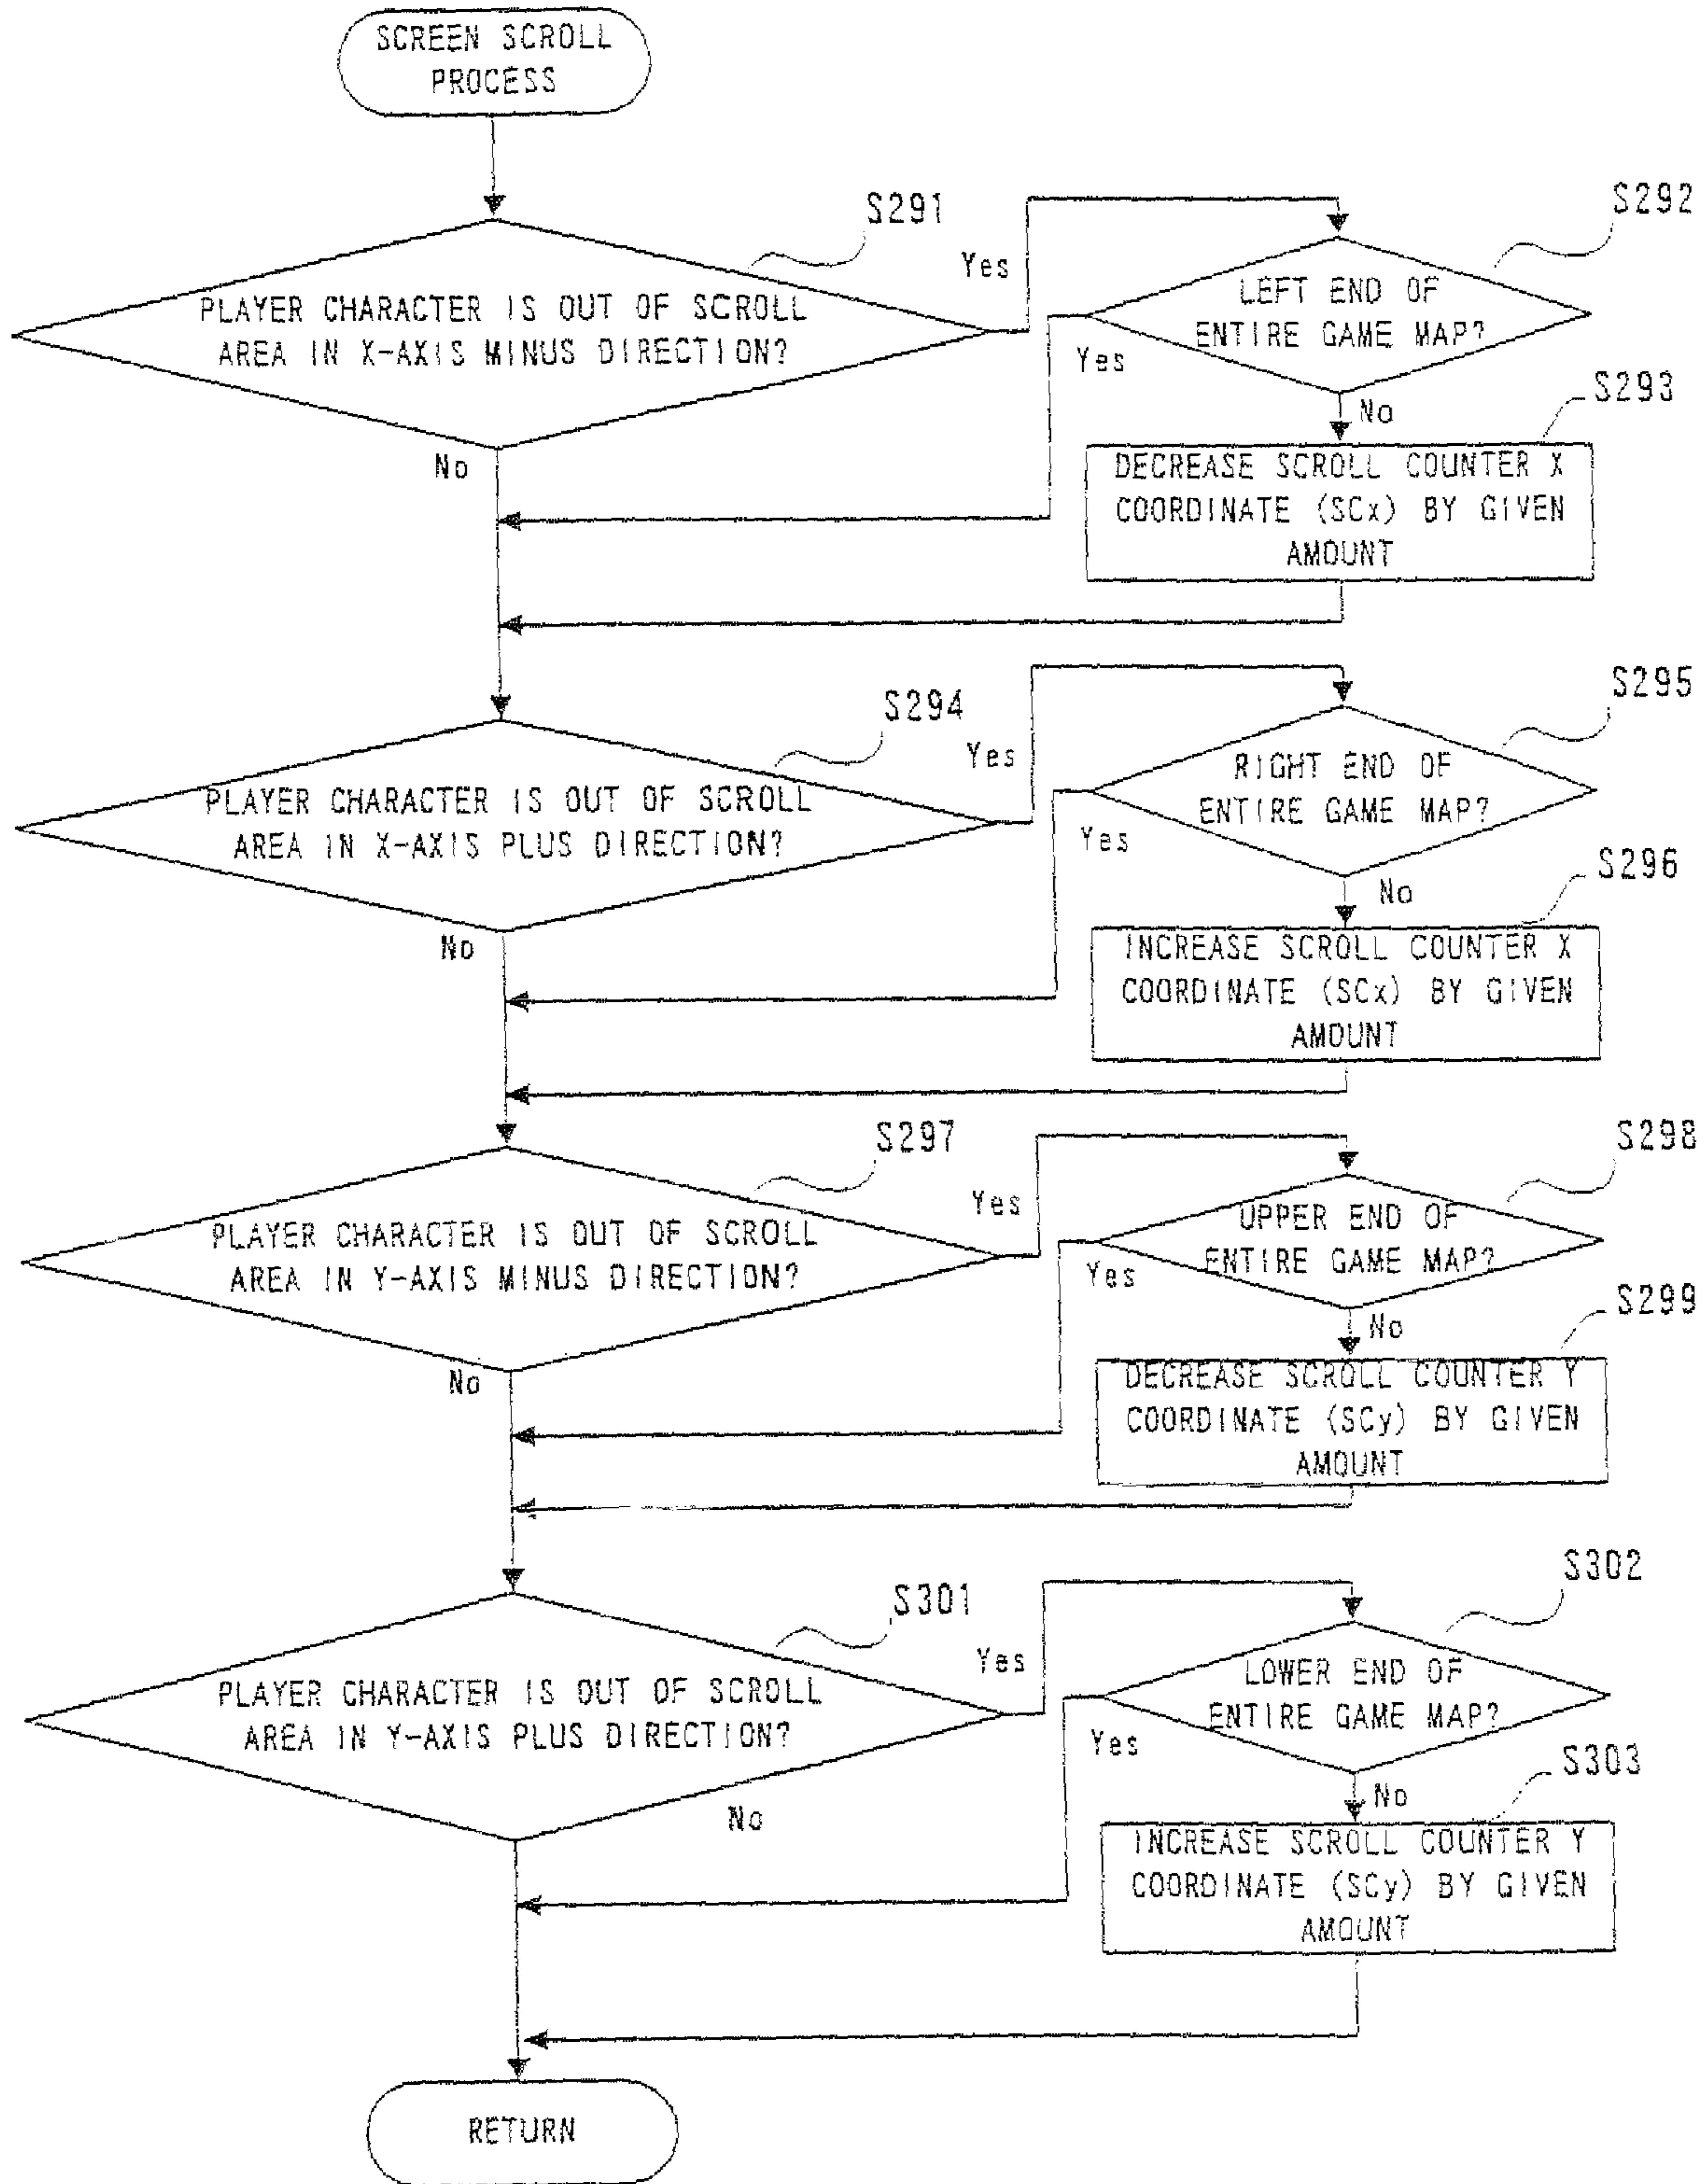 SCREEN SCROLL
PROCESS
S291
Yes
PLAYER CHARACTER IS OUT OF SCROLL
AREA IN X-AXIS MINUS DIRECTION?
No
S292
LEFT END OF
ENTIRE GAME MAP?
Yes
No
S293
DECREASE SCROLL COUNTER X
COORDINATE (SCx) BY GIVEN
AMOUNT
S294
Yes
PLAYER CHARACTER IS OUT OF SCROLL
AREA IN X-AXIS PLUS DIRECTION?
No
S295
RIGHT END OF
ENTIRE GAME MAP?
Yes
No
S296
INCREASE SCROLL COUNTER X
COORDINATE (SCx) BY GIVEN
AMOUNT
S297
Yes
PLAYER CHARACTER IS OUT OF SCROLL
AREA IN Y-AXIS MINUS DIRECTION?
No
S298
UPPER END OF
ENTIRE GAME MAP?
Yes
No
S299
DECREASE SCROLL COUNTER Y
COORDINATE (SCy) BY GIVEN
AMOUNT
S301
Yes
PLAYER CHARACTER IS OUT OF SCROLL
AREA IN Y-AXIS PLUS DIRECTION?
No
S302
LOWER END OF
ENTIRE GAME MAP?
Yes
No
S303
INCREASE SCROLL COUNTER Y
COORDINATE (SCy) BY GIVEN
AMOUNT
RETURN